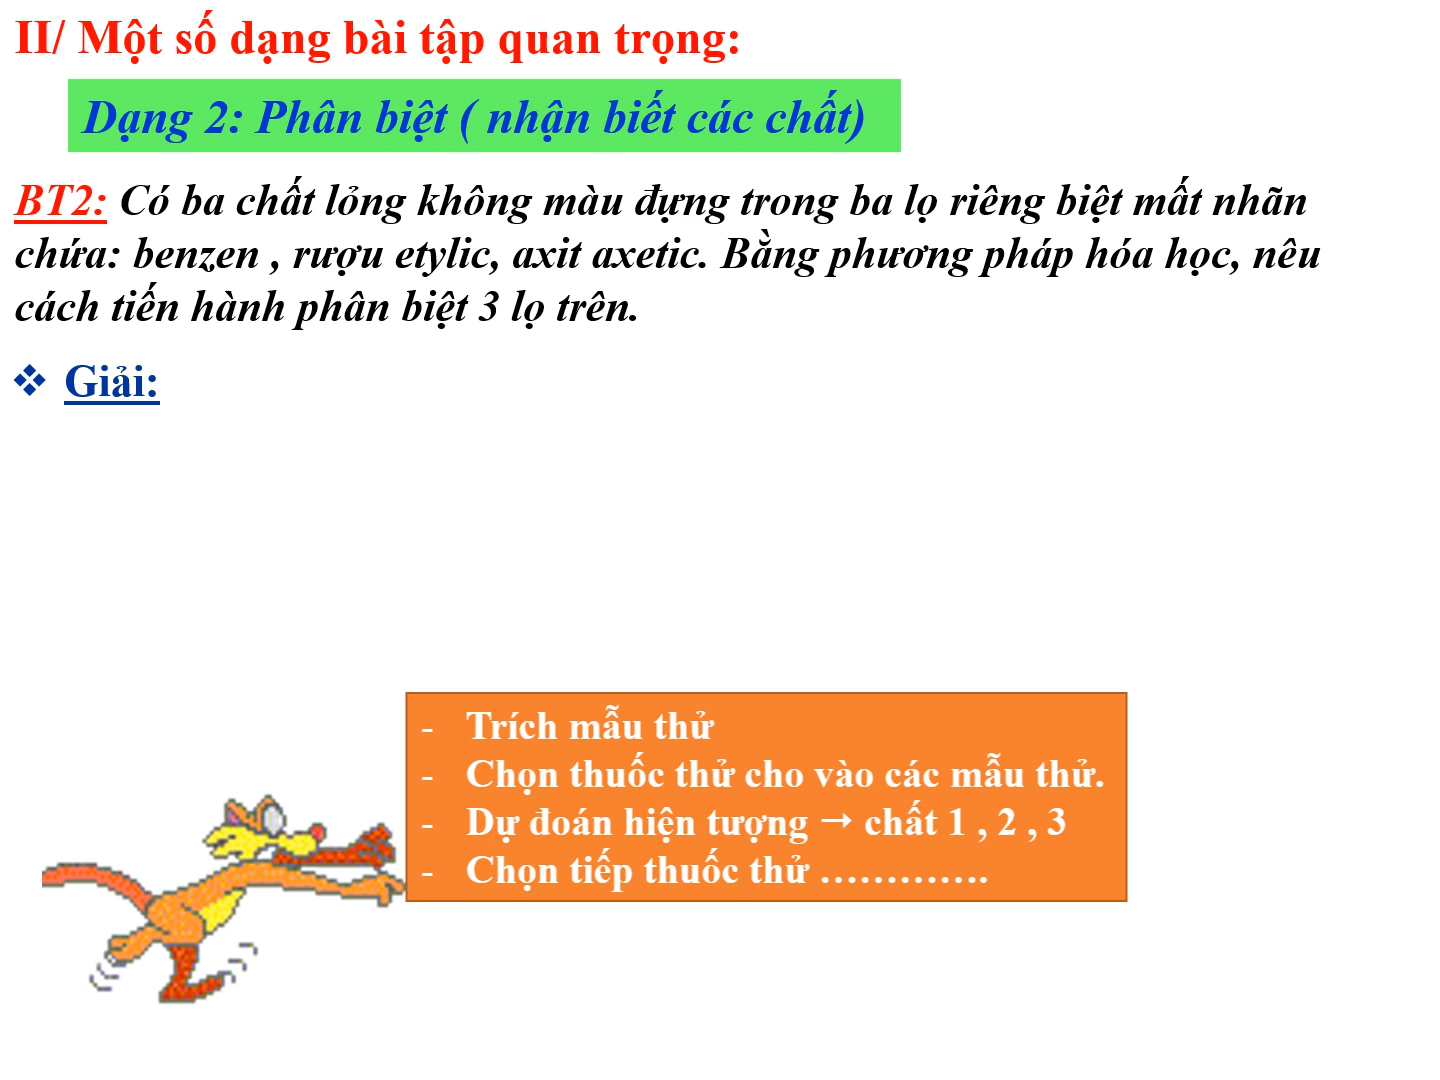 II/ Một số dạng bài tập quan trọng:
Dạng 2: Phân biệt ( nhận biết các chất)
BT2: Có ba chất lỏng không màu đựng trong ba lọ riêng biệt mất nhãn
chứa: benzen , rượu etylic, axit axetic. Bằng phương pháp hóa học, nêu
cách tiến hành phân biệt 3 lọ trên.
❖ Giải:
- Trích mẫu thử
- Chọn thuốc thử cho vào các mẫu thử.
- Dự đoán hiện tượng → chất 1 , 2 , 3
- Chọn tiếp thuốc thử ………….